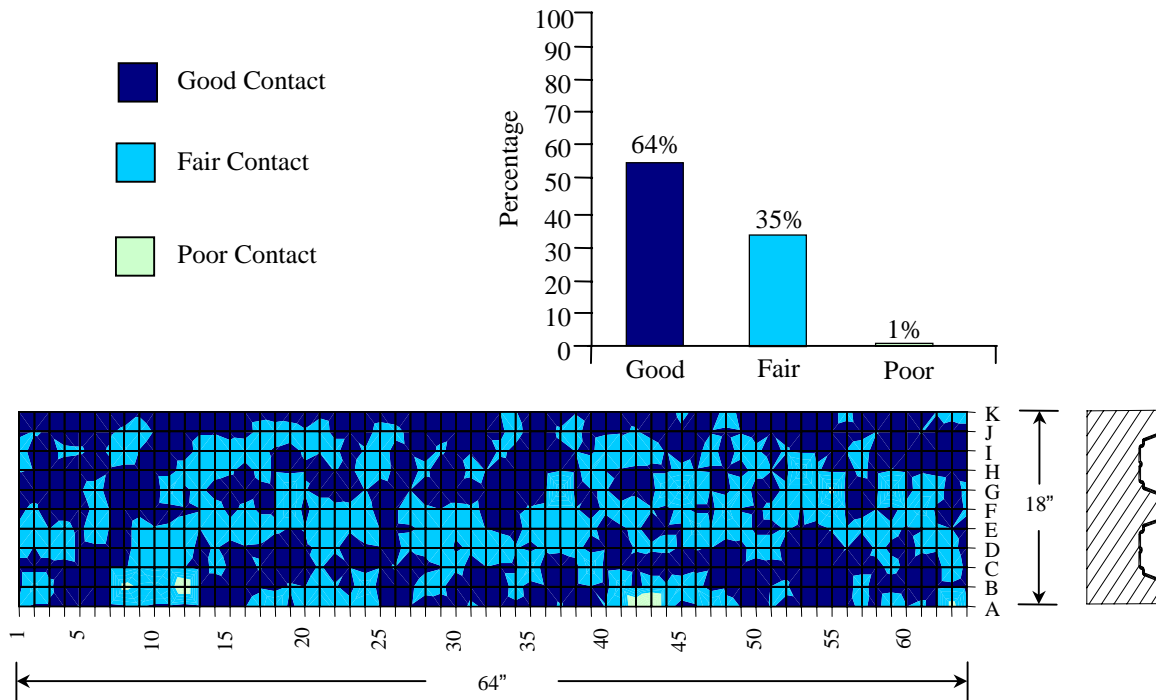 Good Contact
Fair Contact
Poor Contact
Percentage
100
90
80
70
60
50
40
30
20
10
0
64%
35%
1%
Good Fair Poor
K
J
I
H
G
F
E
D
C
B
A
1 5 10 15 20 25 30 35 40 45 50 55 60
64"
18"